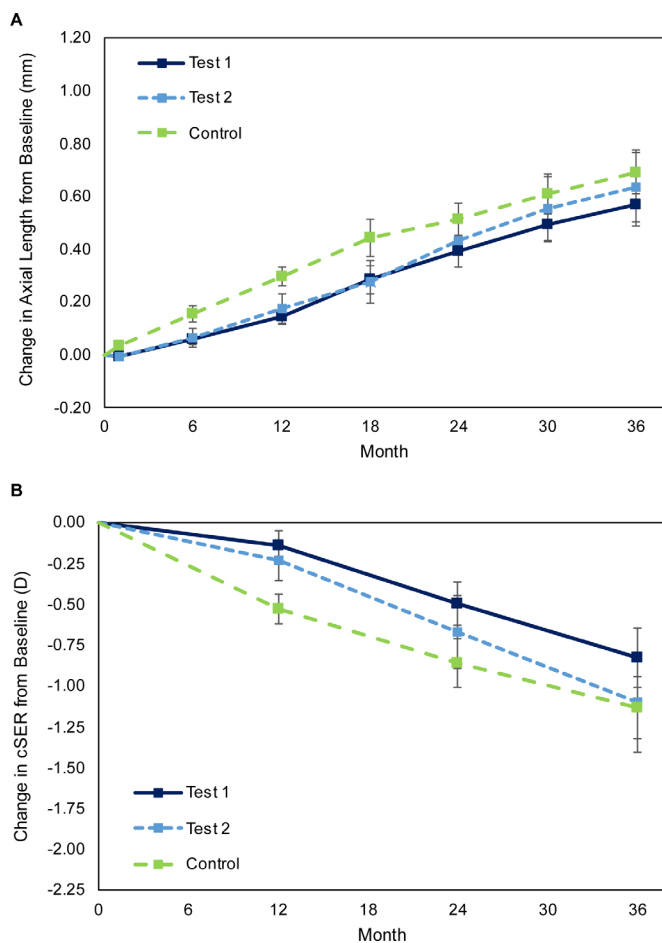 A
1.20
1.00
0.80
0.60
0.40
0.20
0.00
-0.20
Change in Axial Length from Baseline (mm)
Test 1
Test 2
Control
0 6 12 18 24 30 36
Month
B
0.00
-0.25
-0.50
-0.75
-1.00
-1.25
-1.50
-1.75
-2.00
-2.25
Change in cSER from Baseline (D)
Test 1
Test 2
Control
0 6 12 18 24 30 36
Month